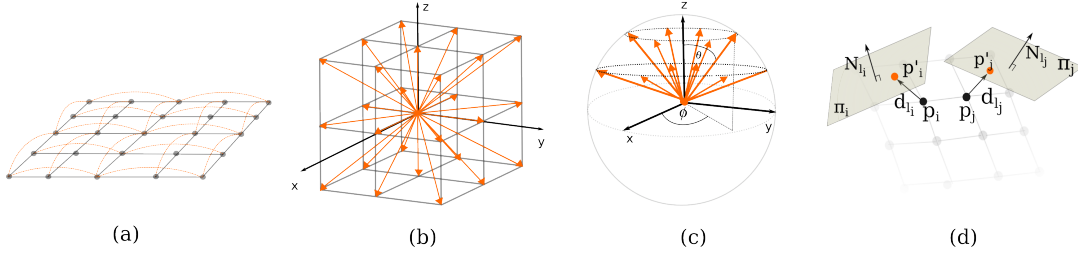 z
y
x
(a)
(b)
z
θ
ϕ
x
y
(c)
N_{l_i}
p'_i
π_i
d_{l_i}
p_i
p'_j
N_{l_j}
π_j
p_j
d_{l_j}
(d)